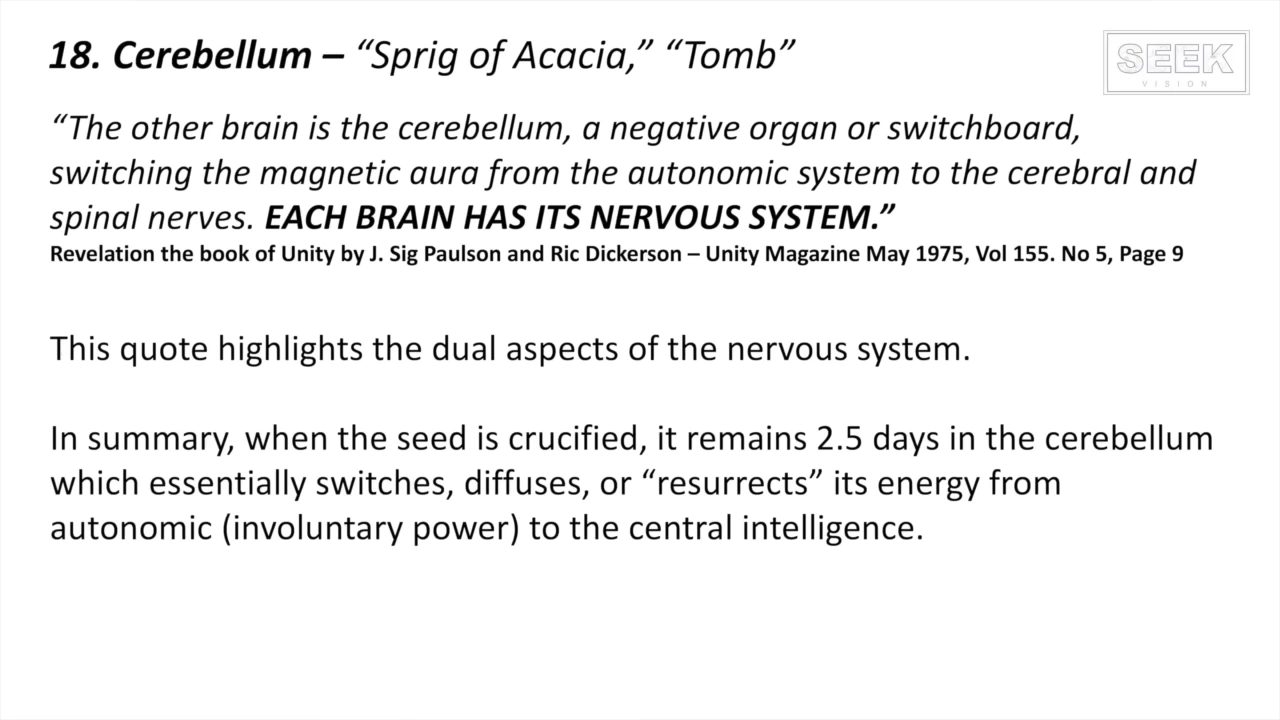 18. Cerebellum – “Sprig of Acacia,” “Tomb”
SEEK
VISION
“The other brain is the cerebellum, a negative organ or switchboard,
switching the magnetic aura from the autonomic system to the cerebral and
spinal nerves. EACH BRAIN HAS ITS NERVOUS SYSTEM.”
Revelation the book of Unity by J. Sig Paulson and Ric Dickerson – Unity Magazine May 1975, Vol 155. No 5, Page 9
This quote highlights the dual aspects of the nervous system.
In summary, when the seed is crucified, it remains 2.5 days in the cerebellum
which essentially switches, diffuses, or “resurrects” its energy from
autonomic (involuntary power) to the central intelligence.